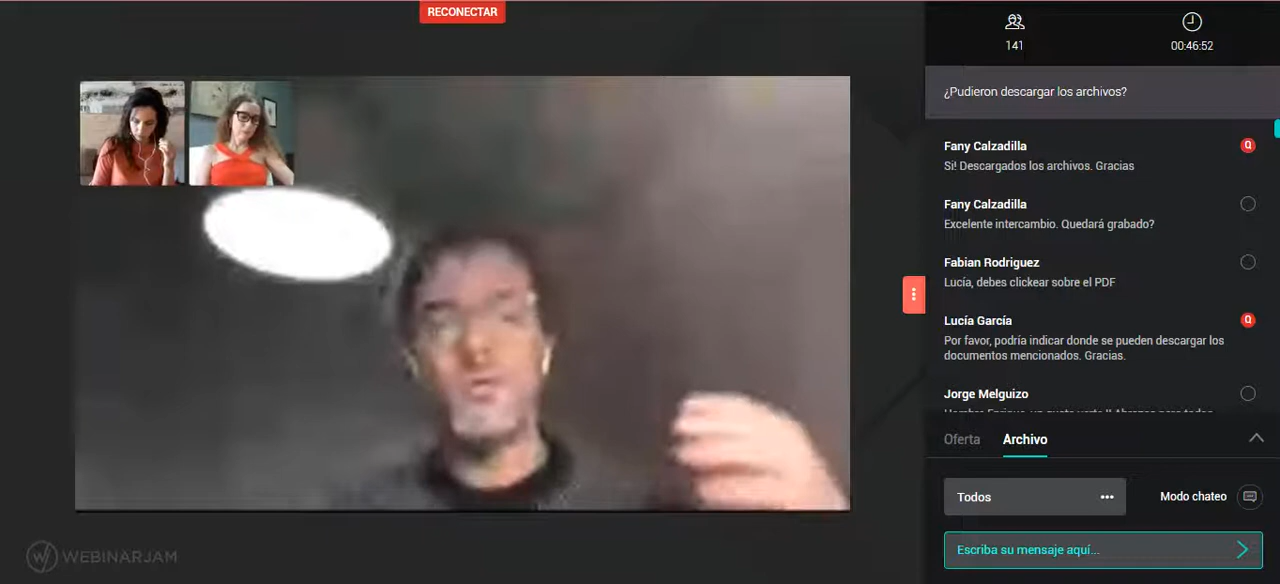 RECONECTAR
141
00:46:52
¿Pudieron descargar los archivos?
Fany Calzadilla
Si! Descargados los archivos. Gracias
Fany Calzadilla
Excelente intercambio. Quedará grabado?
Fabian Rodriguez
Lucía, debes clickear sobre el PDF
Lucía García
Por favor, podría indicar donde se pueden descargar los
documentos mencionados. Gracias.
Jorge Melguizo
Oferta
Archivo
Todos
Modo chateo
Escriba su mensaje aquí...
WEBINARJAM